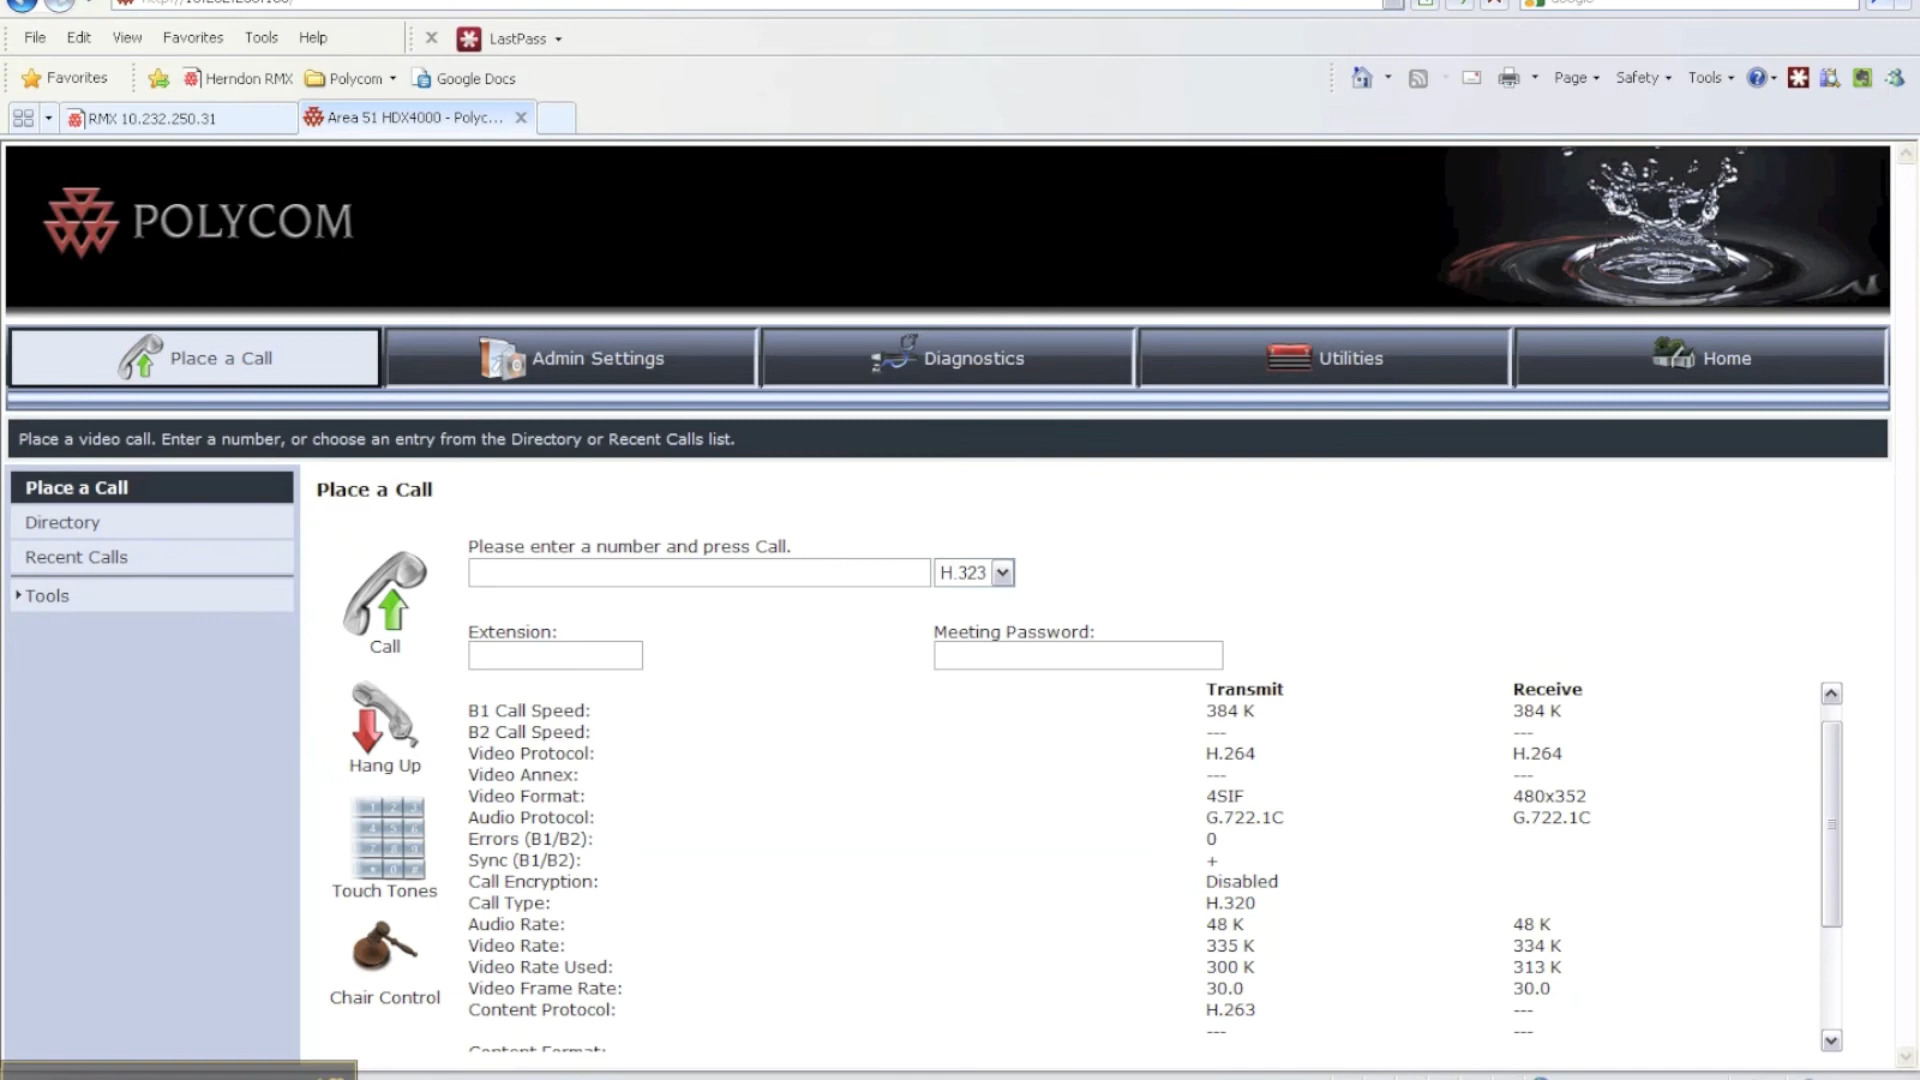 File Edit View Favorites Tools Help LastPass
Favorites Herndon RMX Polycom Google Docs Page Safety Tools
RMX 10.232.250.31 Area 51 HDX4000 - Polyc...
POLYCOM
Place a Call Admin Settings Diagnostics Utilities Home
Place a video call. Enter a number, or choose an entry from the Directory or Recent Calls list.
Place a Call
Directory
Recent Calls
Tools
Place a Call
Please enter a number and press Call.
H.323
Call
Extension: Meeting Password:
Hang Up
Touch Tones
Chair Control
Transmit Receive
B1 Call Speed: 384 K 384 K
B2 Call Speed: --- ---
Video Protocol: H.264 H.264
Video Annex: --- ---
Video Format: 4SIF 480x352
Audio Protocol: G.722.1C G.722.1C
Errors (B1/B2): 0
Sync (B1/B2): +
Call Encryption: Disabled
Call Type: H.320
Audio Rate: 48 K 48 K
Video Rate: 335 K 334 K
Video Rate Used: 300 K 313 K
Video Frame Rate: 30.0 30.0
Content Protocol: H.263 ---
--- ---
Content Format: